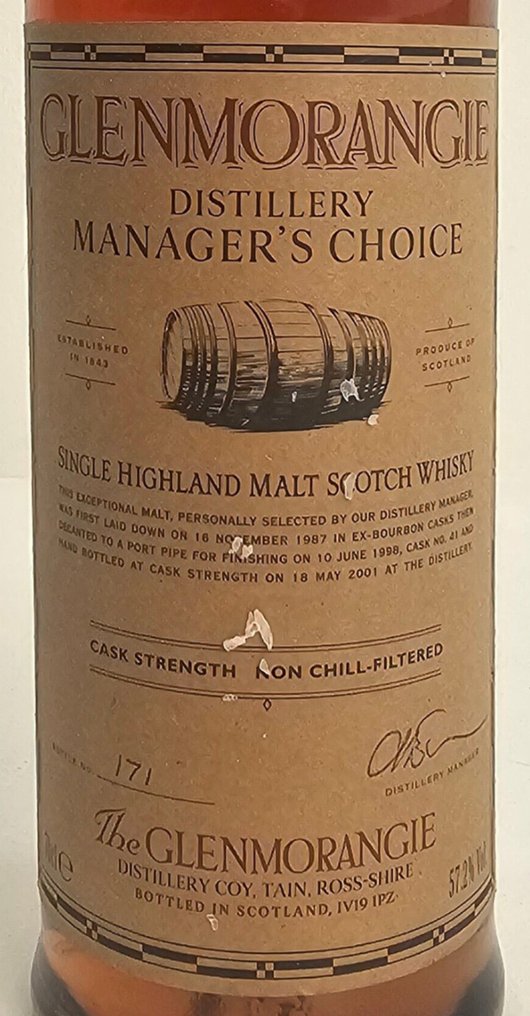 GLENMORANGIE
DISTILLERY
MANAGER'S CHOICE
ESTABLISHED
IN 1843
PRODUCE OF
SCOTLAND
SINGLE HIGHLAND MALT SCOTCH WHISKY
THIS EXCEPTIONAL MALT, PERSONALLY SELECTED BY OUR DISTILLERY MANAGER,
WAS FIRST LAID DOWN ON 16 NOVEMBER 1987 IN EX-BOURBON CASKS THEN
DECANTED TO A PORT PIPE FOR FINISHING ON 10 JUNE 1998, CASK NO. 41 AND
HAND BOTTLED AT CASK STRENGTH ON 18 MAY 2001 AT THE DISTILLERY.
CASK STRENGTH NON CHILL-FILTERED
BOTTLE NO. 171
DISTILLERY MANAGER
The GLENMORANGIE
DISTILLERY COY, TAIN, ROSS-SHIRE
BOTTLED IN SCOTLAND, IV19 1PZ
70cl e
57.2% Vol